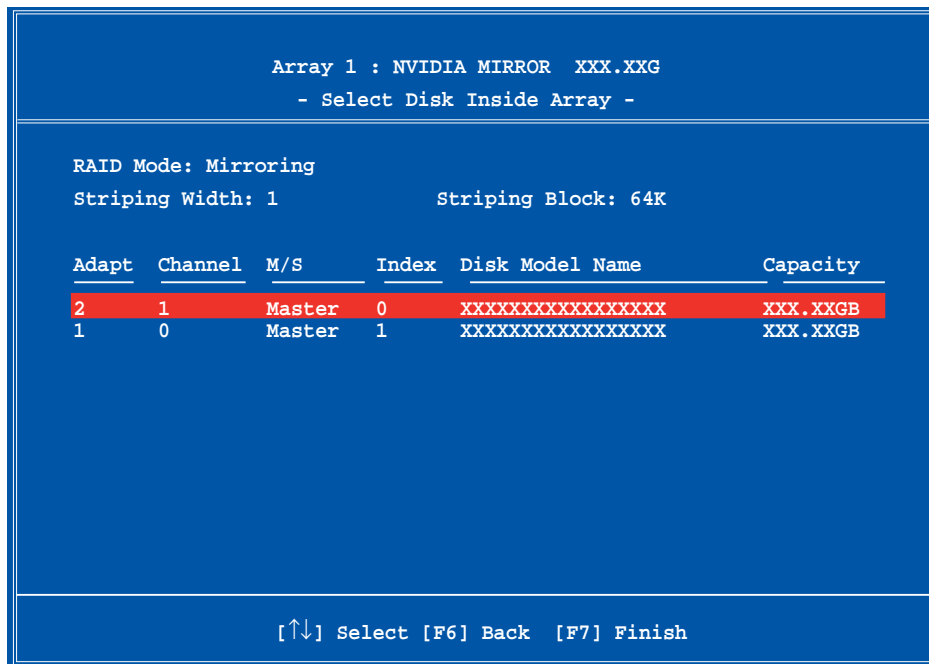 Array 1 : NVIDIA MIRROR XXX.XXG
- Select Disk Inside Array -
RAID Mode: Mirroring
Striping Width: 1 Striping Block: 64K
Adapt Channel M/S Index Disk Model Name Capacity
2 1 Master 0 XXXXXXXXXXXXXXXXX XXX.XXGB
1 0 Master 1 XXXXXXXXXXXXXXXXX XXX.XXGB
[↑↓] Select [F6] Back [F7] Finish